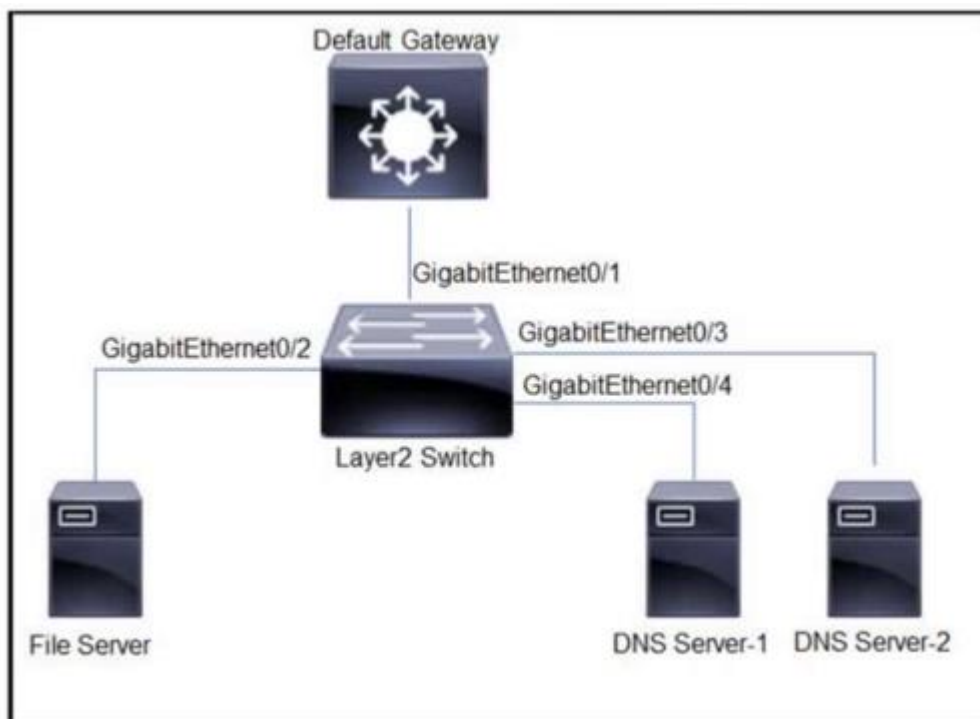 Default Gateway
GigabitEthernet0/1
GigabitEthernet0/2
GigabitEthernet0/3
GigabitEthernet0/4
Layer2 Switch
File Server
DNS Server-1
DNS Server-2